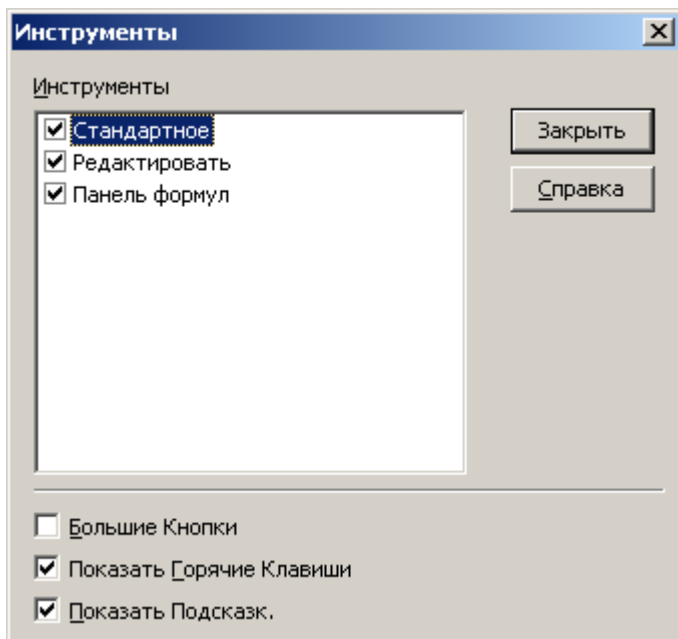 Инструменты
Инструменты
Стандартное
Редактировать
Панель формул
Закрыть
Справка
Большие Кнопки
Показать Горячие Клавиши
Показать Подсказк.